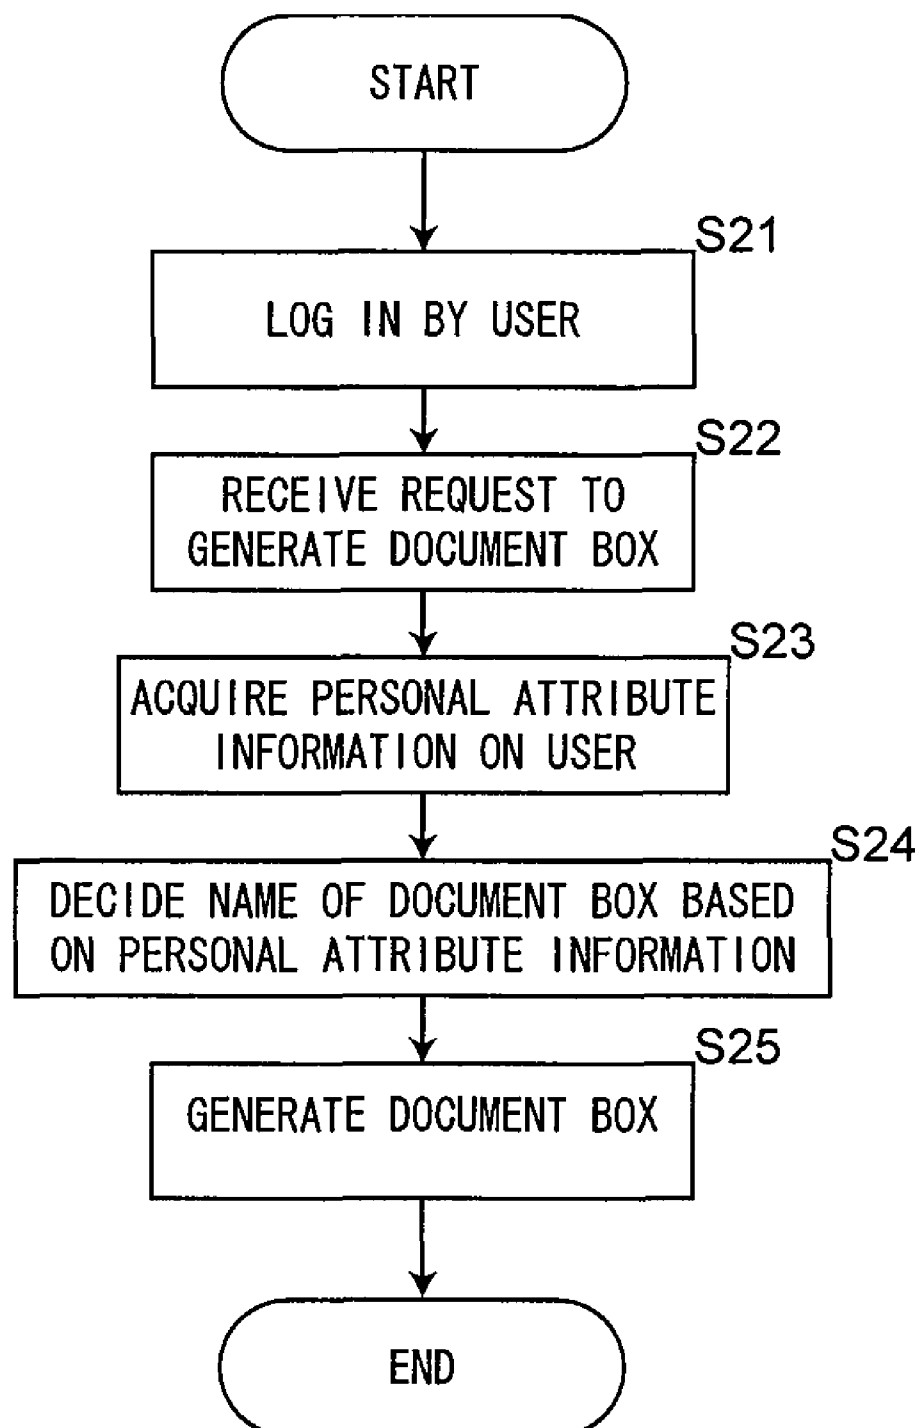 START
S21
LOG IN BY USER
S22
RECEIVE REQUEST TO
GENERATE DOCUMENT BOX
S23
ACQUIRE PERSONAL ATTRIBUTE
INFORMATION ON USER
S24
DECIDE NAME OF DOCUMENT BOX BASED
ON PERSONAL ATTRIBUTE INFORMATION
S25
GENERATE DOCUMENT BOX
END